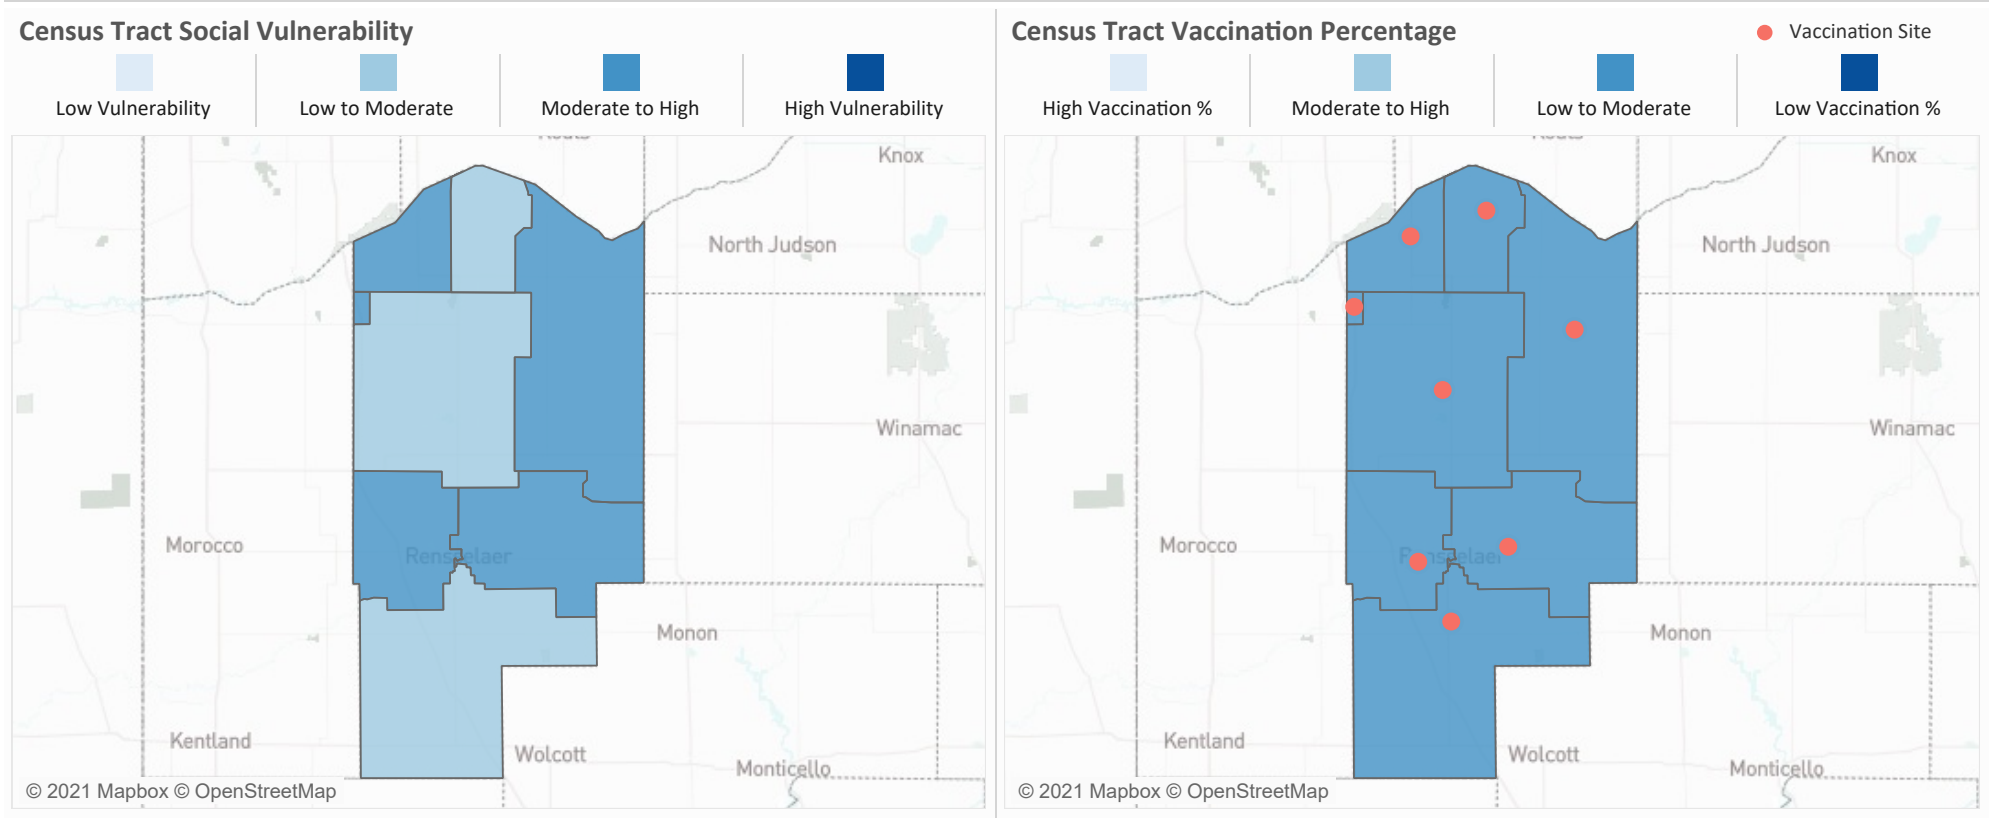 Census Tract Social Vulnerability
Low Vulnerability
Low to Moderate
Moderate to High
High Vulnerability
Knox
North Judson
Winamac
Morocco
Rensselaer
Monon
Kentland
Wolcott
Monticello
© 2021 Mapbox © OpenStreetMap
Census Tract Vaccination Percentage
Vaccination Site
High Vaccination %
Moderate to High
Low to Moderate
Low Vaccination %
Knox
North Judson
Winamac
Morocco
Rensselaer
Monon
Kentland
Wolcott
Monticello
© 2021 Mapbox © OpenStreetMap